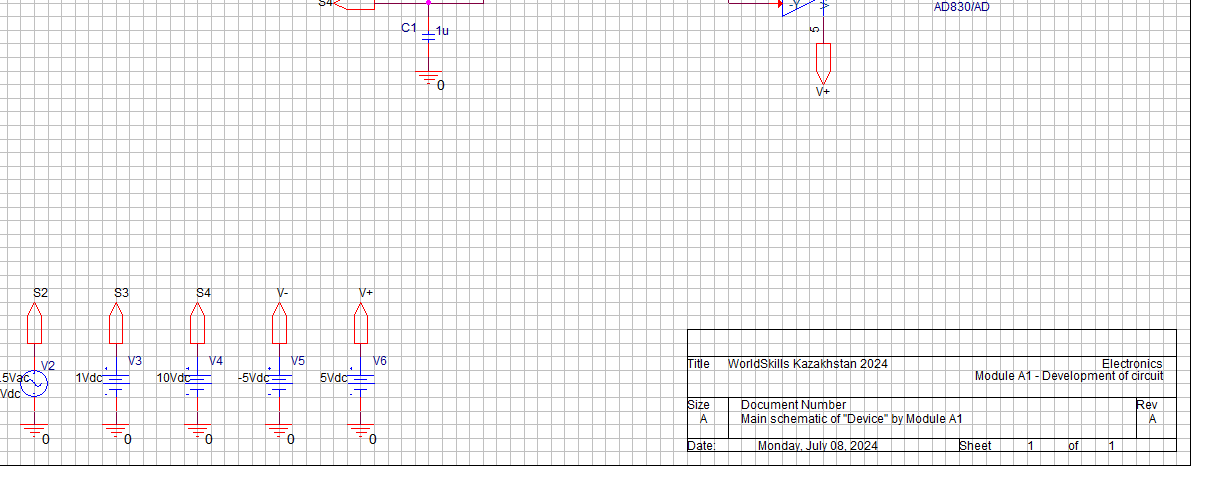 S4
-Y
AD830/AD
C1
1u
5
0
V+
S2
S3
S4
V-
V+
V2
V3
V4
V5
V6
.5Vac
1Vdc
10Vdc
-5Vdc
5Vdc
Vdc
0
0
0
0
0
Title WorldSkills Kazakhstan 2024 Electronics
Module A1 - Development of circuit
Size Document Number Rev
A Main schematic of "Device" by Module A1 A
Date: Monday, July 08, 2024 Sheet 1 of 1